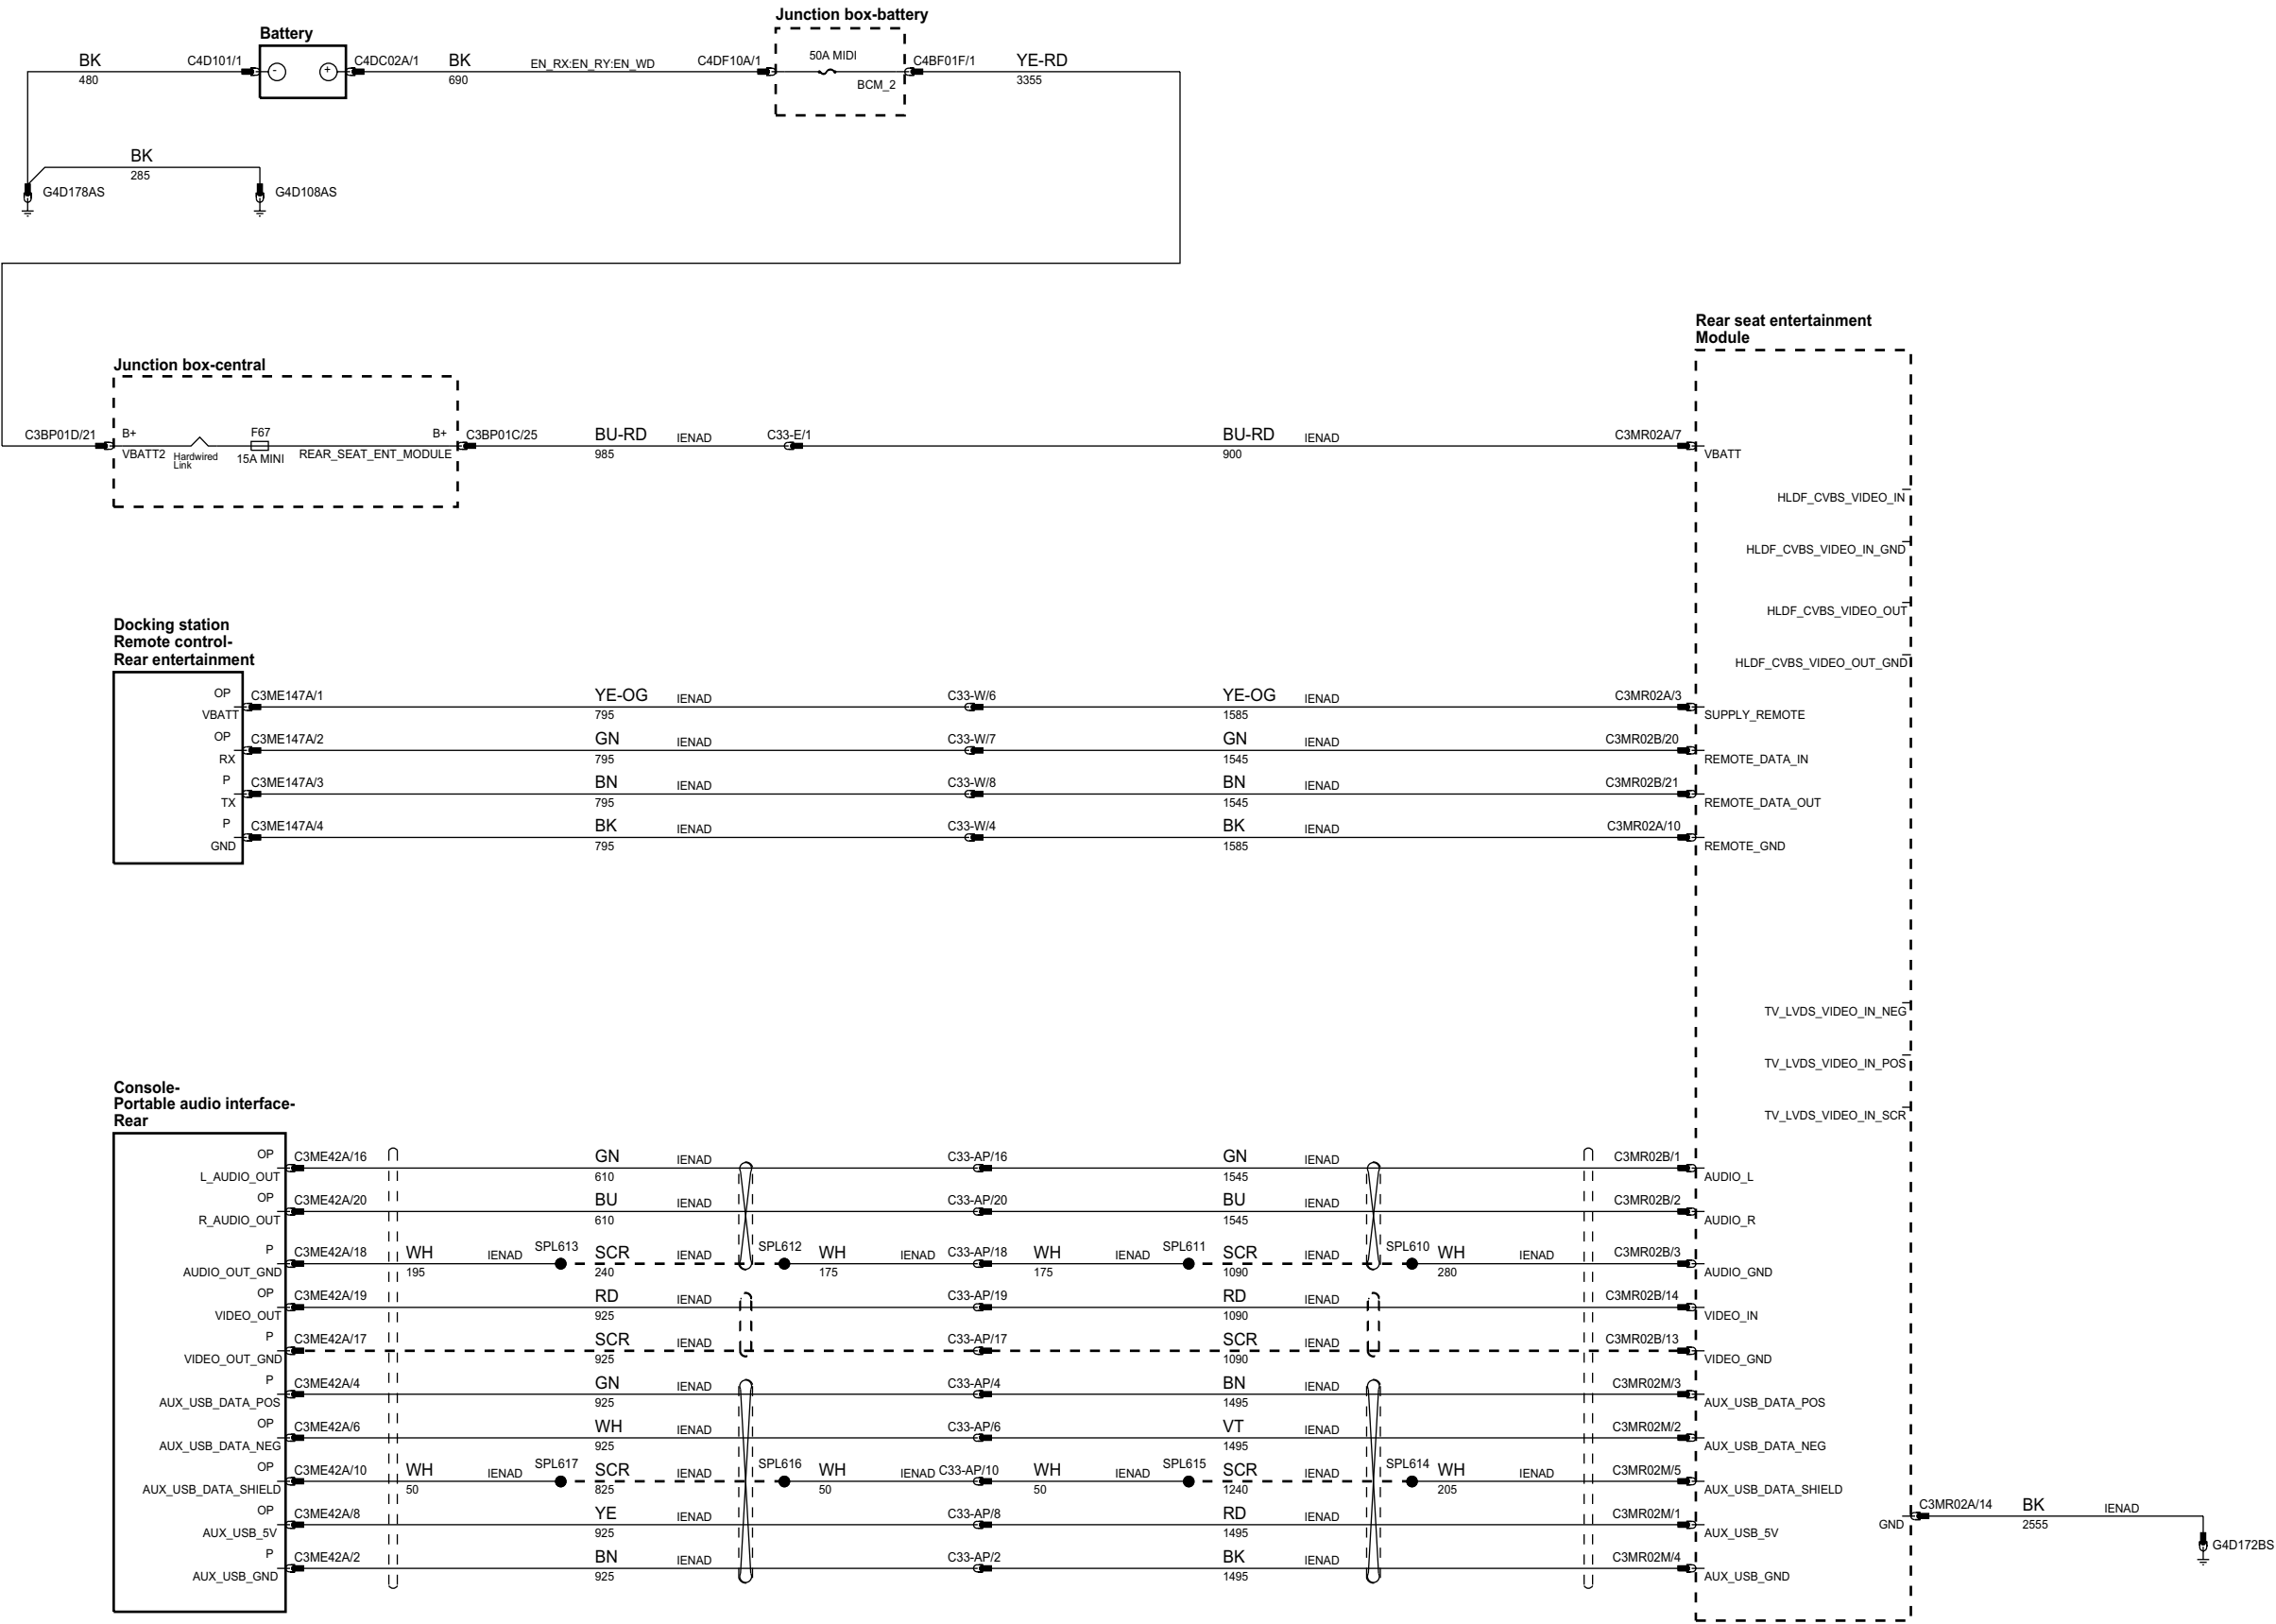 Junction box-battery
Battery
BK
480
C4D101/1
-
+
C4DC02A/1
BK
690
EN_RX:EN_RY:EN_WD
C4DF10A/1
50A MIDI
BCM_2
C4BF01F/1
YE-RD
3355
BK
285
G4D178AS
G4D108AS
Rear seat entertainment
Module
Junction box-central
C3BP01D/21
B+
VBATT2
Hardwired
Link
F67
15A MINI
B+
REAR_SEAT_ENT_MODULE
C3BP01C/25
BU-RD
985
IENAD
C33-E/1
BU-RD
900
IENAD
C3MR02A/7
VBATT
HLDF_CVBS_VIDEO_IN
HLDF_CVBS_VIDEO_IN_GND
HLDF_CVBS_VIDEO_OUT
HLDF_CVBS_VIDEO_OUT_GND
Docking station
Remote control-
Rear entertainment
OP
VBATT
C3ME147A/1
YE-OG
795
IENAD
C33-W/6
YE-OG
1585
IENAD
C3MR02A/3
SUPPLY_REMOTE
OP
RX
C3ME147A/2
GN
795
IENAD
C33-W/7
GN
1545
IENAD
C3MR02B/20
REMOTE_DATA_IN
P
TX
C3ME147A/3
BN
795
IENAD
C33-W/8
BN
1545
IENAD
C3MR02B/21
REMOTE_DATA_OUT
P
GND
C3ME147A/4
BK
795
IENAD
C33-W/4
BK
1585
IENAD
C3MR02A/10
REMOTE_GND
TV_LVDS_VIDEO_IN_NEG
TV_LVDS_VIDEO_IN_POS
TV_LVDS_VIDEO_IN_SCR
Console-
Portable audio interface-
Rear
OP
L_AUDIO_OUT
C3ME42A/16
GN
610
IENAD
C33-AP/16
GN
1545
IENAD
C3MR02B/1
AUDIO_L
OP
R_AUDIO_OUT
C3ME42A/20
BU
610
IENAD
C33-AP/20
BU
1545
IENAD
C3MR02B/2
AUDIO_R
P
AUDIO_OUT_GND
C3ME42A/18
WH
195
IENAD
SPL613
SCR
240
IENAD
SPL612
WH
175
IENAD
C33-AP/18
WH
175
IENAD
SPL611
SCR
1090
IENAD
SPL610
WH
280
IENAD
C3MR02B/3
AUDIO_GND
OP
VIDEO_OUT
C3ME42A/19
RD
925
IENAD
C33-AP/19
RD
1090
IENAD
C3MR02B/14
VIDEO_IN
P
VIDEO_OUT_GND
C3ME42A/17
SCR
925
IENAD
C33-AP/17
SCR
1090
IENAD
C3MR02B/13
VIDEO_GND
P
AUX_USB_DATA_POS
C3ME42A/4
GN
925
IENAD
C33-AP/4
BN
1495
IENAD
C3MR02M/3
AUX_USB_DATA_POS
OP
AUX_USB_DATA_NEG
C3ME42A/6
WH
925
IENAD
C33-AP/6
VT
1495
IENAD
C3MR02M/2
AUX_USB_DATA_NEG
OP
AUX_USB_DATA_SHIELD
C3ME42A/10
WH
50
IENAD
SPL617
SCR
825
IENAD
SPL616
WH
50
IENAD
C33-AP/10
WH
50
IENAD
SPL615
SCR
1240
IENAD
SPL614
WH
205
IENAD
C3MR02M/5
AUX_USB_DATA_SHIELD
OP
AUX_USB_5V
C3ME42A/8
YE
925
IENAD
C33-AP/8
RD
1495
IENAD
C3MR02M/1
AUX_USB_5V
GND
C3MR02A/14
BK
2555
IENAD
G4D172BS
P
AUX_USB_GND
C3ME42A/2
BN
925
IENAD
C33-AP/2
BK
1495
IENAD
C3MR02M/4
AUX_USB_GND